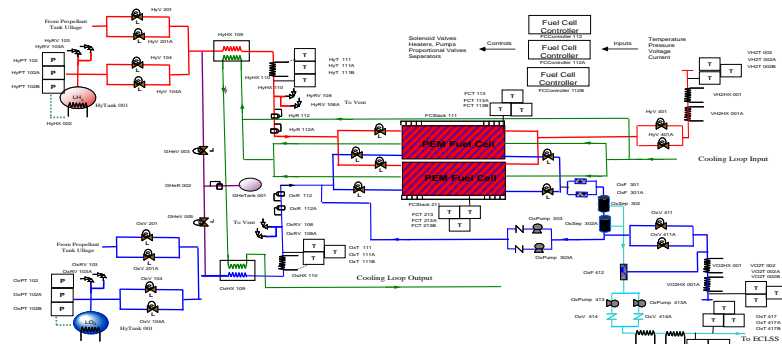 HyV 201
From Propellant
Tank Ullage
HyV 201A
HyRV 103
HyRV 103A
HyV 104
HyPT 102
P
HyPT 102A
P
HyPT 102B
P
HyV 104A
LH2
HyTank 001
HyHX 002
HyHX 109
HyHX 110
HyT 111
HyT 111A
HyT 111B
T
T
T
HyRV 108
HyRV 108A
To Vent
HyR 112
HyR 112A
Solenoid Valves
Heaters, Pumps
Proportional Valves
Separators
Controls
Fuel Cell
Controller
FCController 112
Fuel Cell
Controller
FCController 112A
Fuel Cell
Controller
FCController 112B
Inputs
Temperature
Pressure
Voltage
Current
T
T
T
VH2T 002
VH2T 002A
VH2T 002B
VH2HX 001
VH2HX 001A
HyV 401
HyV 401A
Cooling Loop Input
FCT 113
FCT 113A
FCT 113B
T
T
T
FCStack 111
PEM Fuel Cell
PEM Fuel Cell
FCStack 211
FCT 213
FCT 213A
FCT 213B
T
T
T
GHeV 003
GHeR 002
GHeTank 001
GHeV 006
OxR 112
OxR 112A
To Vent
OxRV 108
OxRV 108A
OxT 111
OxT 111A
OxT 111B
T
T
T
OxHX 110
OxHX 109
Cooling Loop Output
OxV 201
From Propellant
Tank Ullage
OxV 201A
OxRV 103
OxRV 103A
OxV 104
OxPT 102
P
OxPT 102A
P
OxPT 102B
P
OxV 104A
LO2
HyTank 001
OxPump 303
OxPump 303A
OxF 301
OxF 301A
OxSep 302
OxSep 302A
OxV 411
OxV 411A
OxF 412
VO2HX 001
VO2HX 001A
VO2T 002
VO2T 002A
VO2T 002B
T
T
T
OxPump 413
OxPump 413A
OxV 414
OxV 414A
T
T
T
OxT 417
OxT 417A
OxT 417B
To ECLSS